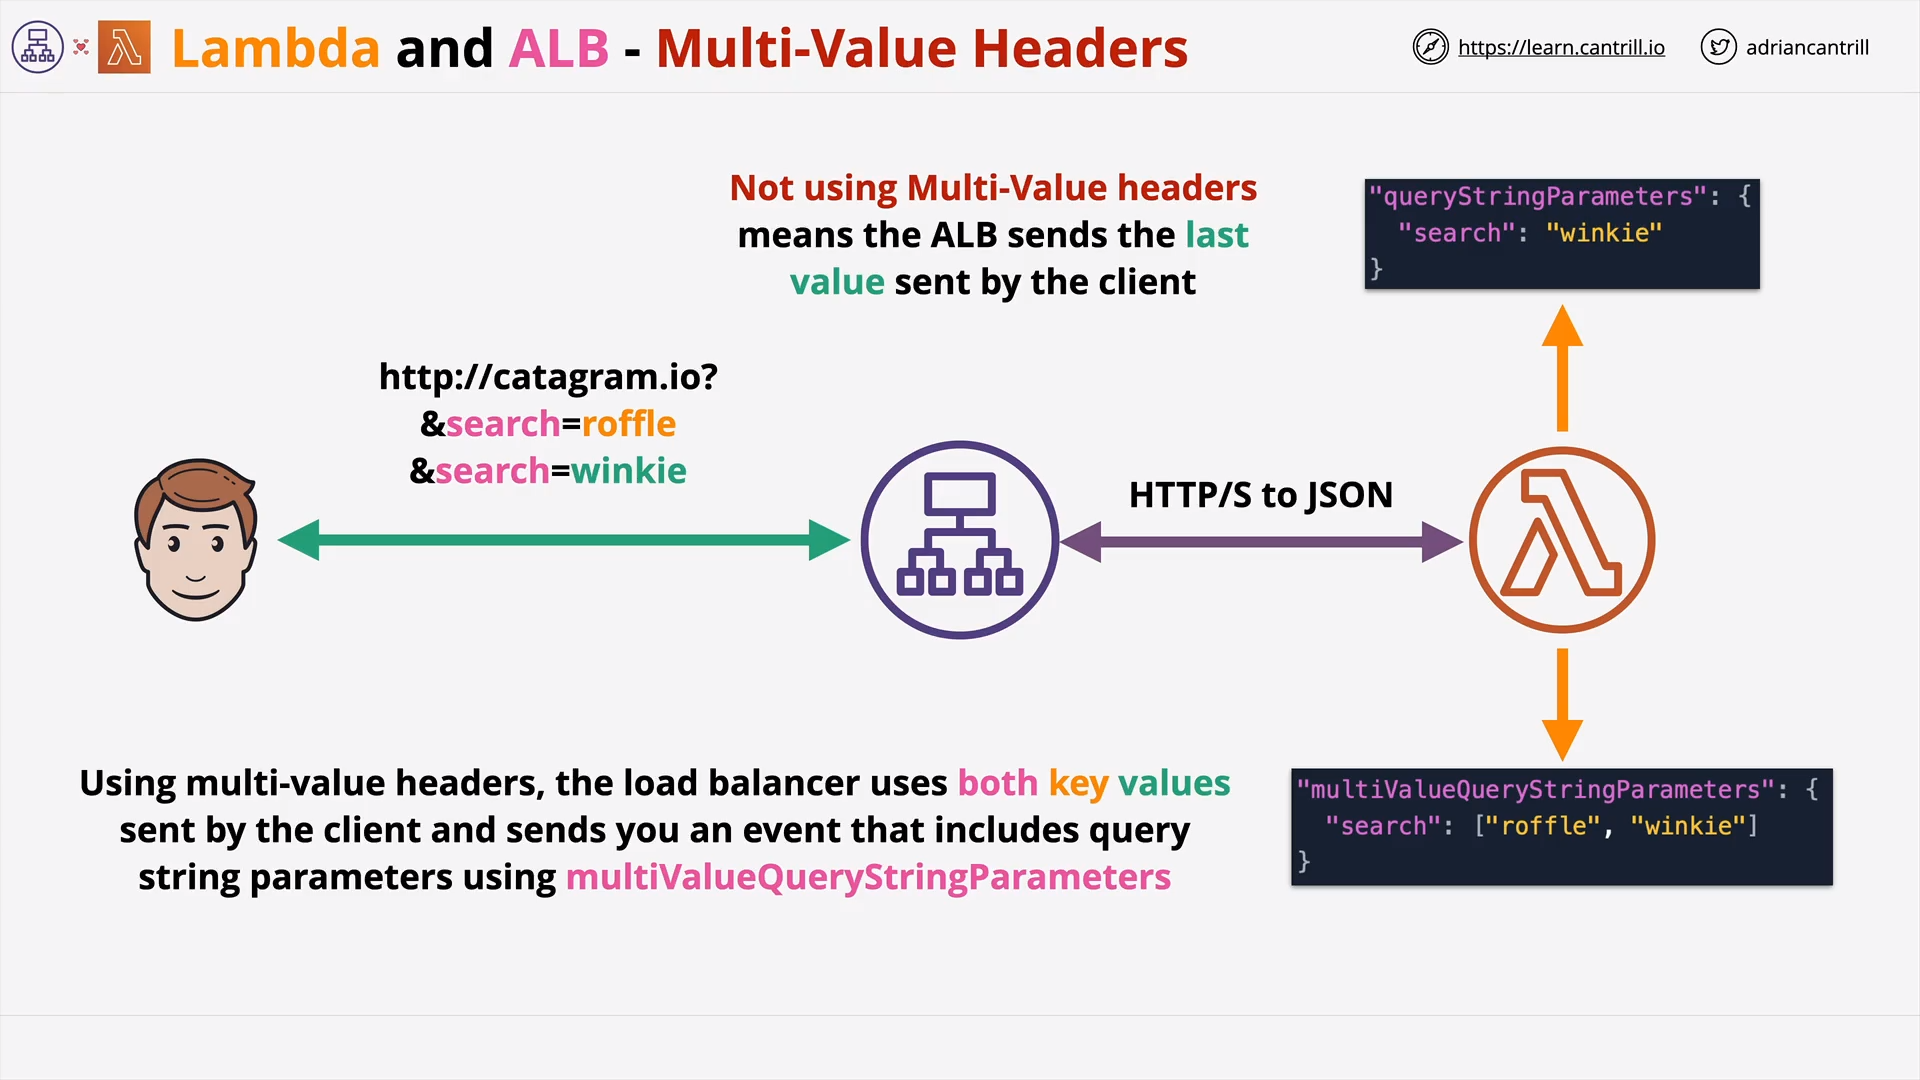 Lambda and ALB - Multi-Value Headers
https://learn.cantrill.io
adriancantrill
Not using Multi-Value headers
means the ALB sends the last
value sent by the client
"queryStringParameters": {
"search": "winkie"
}
http://catagram.io?
&search=roffle
&search=winkie
HTTP/S to JSON
Using multi-value headers, the load balancer uses both key values
sent by the client and sends you an event that includes query
string parameters using multiValueQueryStringParameters
"multiValueQueryStringParameters": {
"search": ["roffle", "winkie"]
}